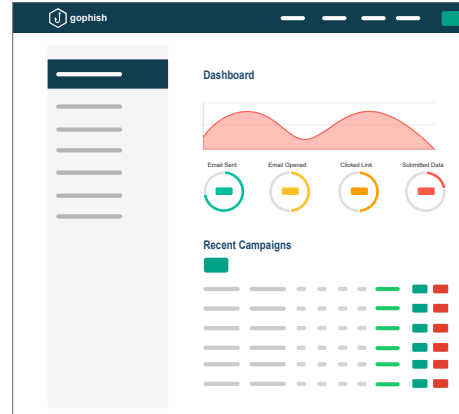 gophish
Dashboard
Email Sent
Email Opened
Clicked Link
Submitted Data
Recent Campaigns